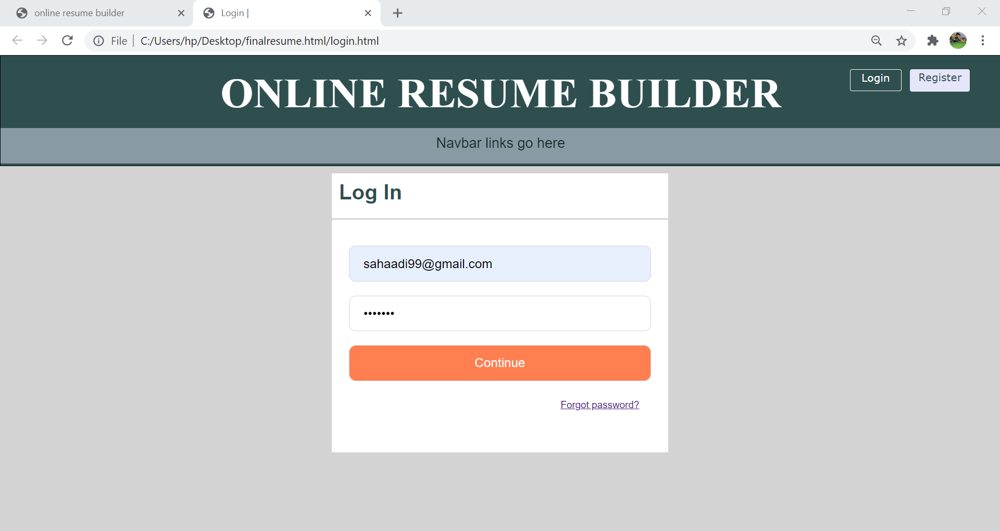 online resume builder
Login |
File
C:/Users/hp/Desktop/finalresume.html/login.html
ONLINE RESUME BUILDER
Login
Register
Navbar links go here
Log In
sahaadi99@gmail.com
•••••••
Continue
Forgot password?